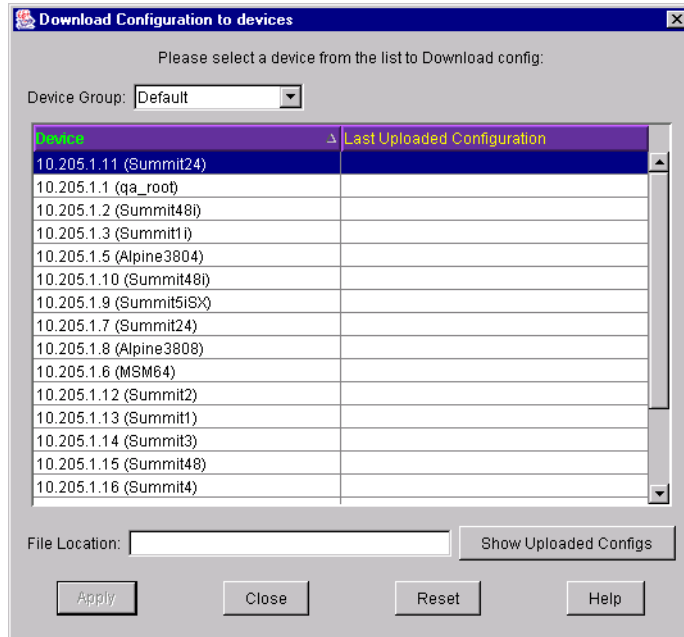 Download Configuration to devices
Please select a device from the list to Download config:
Device Group: Default
Device Last Uploaded Configuration
10.205.1.11 (Summit24)
10.205.1.1 (qa_root)
10.205.1.2 (Summit48i)
10.205.1.3 (Summit1i)
10.205.1.5 (Alpine3804)
10.205.1.10 (Summit48i)
10.205.1.9 (Summit5iSX)
10.205.1.7 (Summit24)
10.205.1.8 (Alpine3808)
10.205.1.6 (MSM64)
10.205.1.12 (Summit2)
10.205.1.13 (Summit1)
10.205.1.14 (Summit3)
10.205.1.15 (Summit48)
10.205.1.16 (Summit4)
File Location: Show Uploaded Configs
Apply Close Reset Help